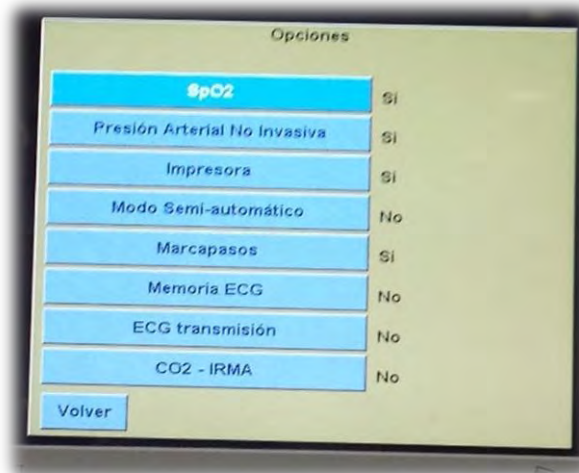 Opciones
SpO2 Si
Presión Arterial No Invasiva Si
Impresora Si
Modo Semi-automático No
Marcapasos Si
Memoria ECG No
ECG transmisión No
CO2 - IRMA No
Volver